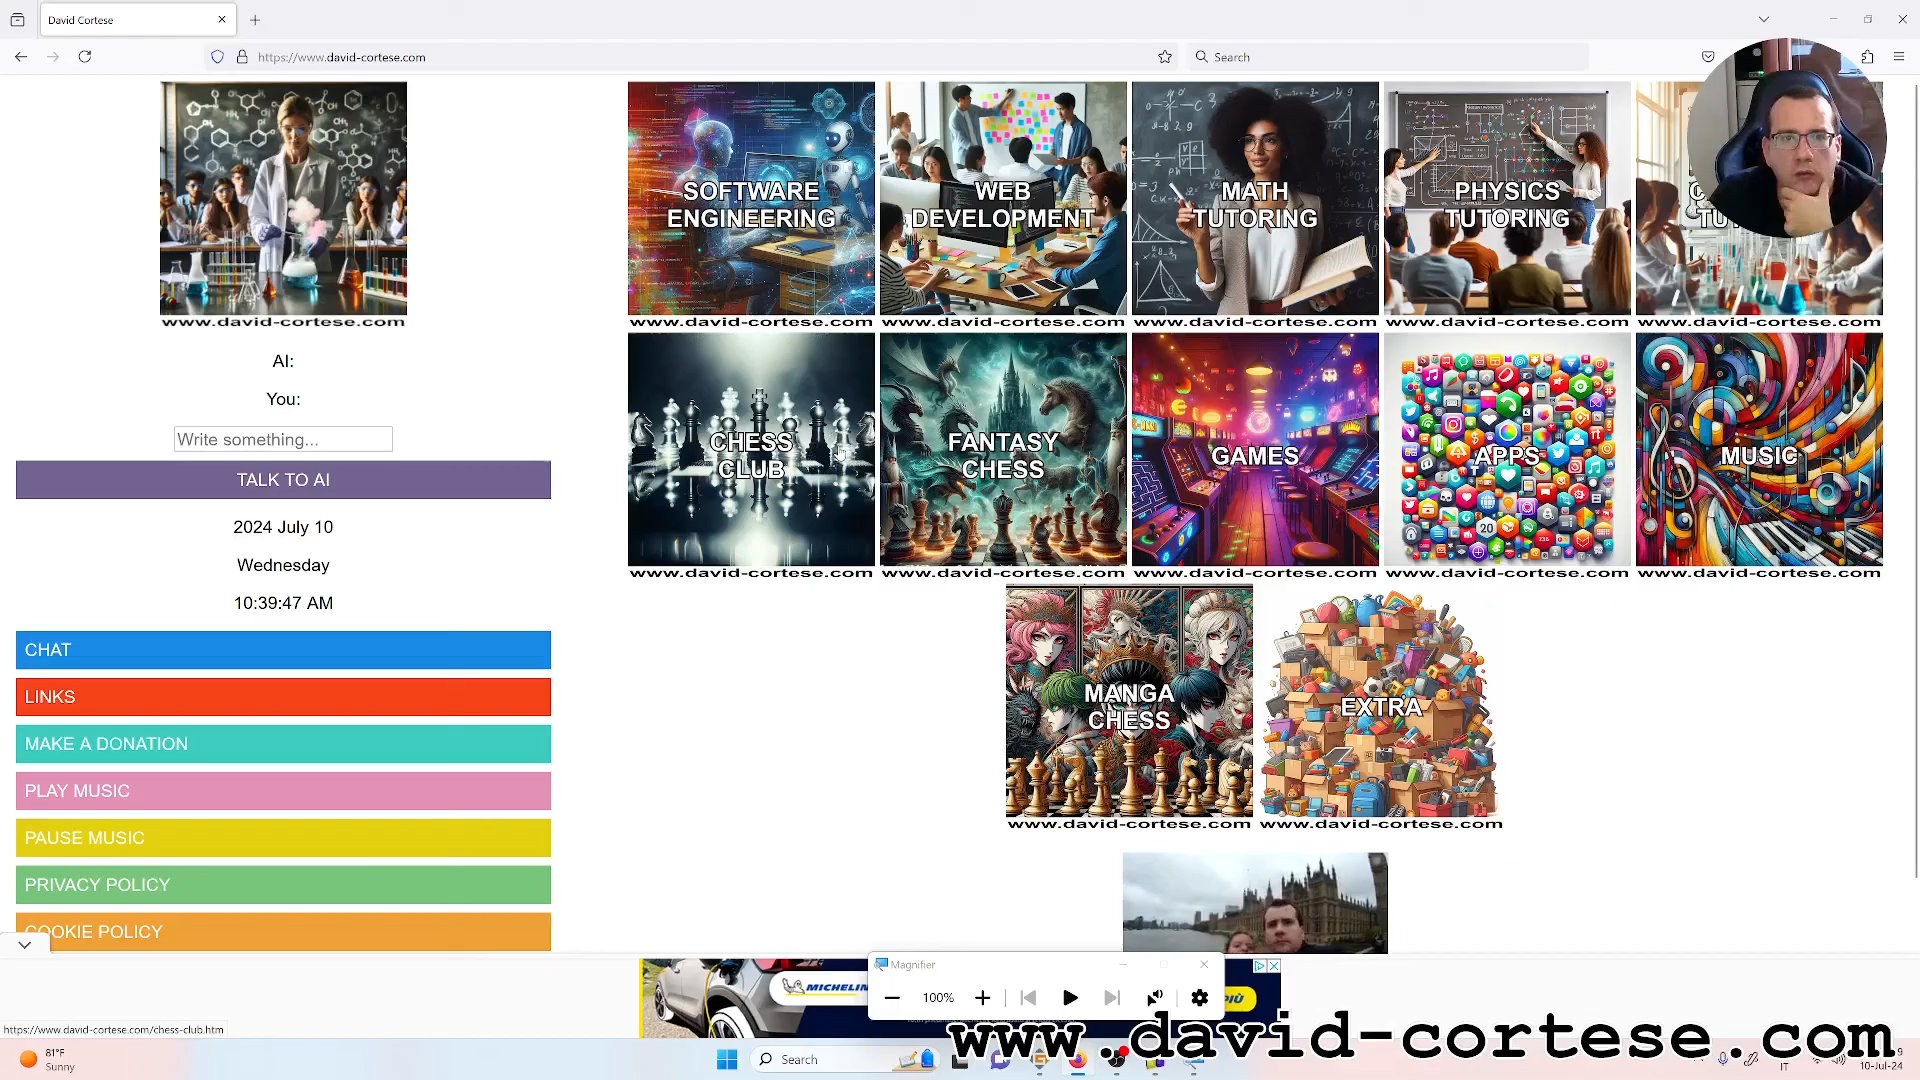 David Cortese
https://www.david-cortese.com
Search
www.david-cortese.com
AI:
You:
Write something...
TALK TO AI
2024 July 10
Wednesday
10:39:47 AM
CHAT
LINKS
MAKE A DONATION
PLAY MUSIC
PAUSE MUSIC
PRIVACY POLICY
COOKIE POLICY
SOFTWARE
ENGINEERING
www.david-cortese.com
WEB
DEVELOPMENT
www.david-cortese.com
MATH
TUTORING
www.david-cortese.com
PHYSICS
TUTORING
www.david-cortese.com
www.david-cortese.com
CHESS
CLUB
www.david-cortese.com
FANTASY
CHESS
www.david-cortese.com
GAMES
www.david-cortese.com
APPS
www.david-cortese.com
MUSIC
www.david-cortese.com
MANGA
CHESS
www.david-cortese.com
EXTRA
www.david-cortese.com
Magnifier
100%
MICHELIN
PIÙ
https://www.david-cortese.com/chess-club.htm
www.david-cortese.com
81°F
Sunny
Search
IT
10-Jul-24